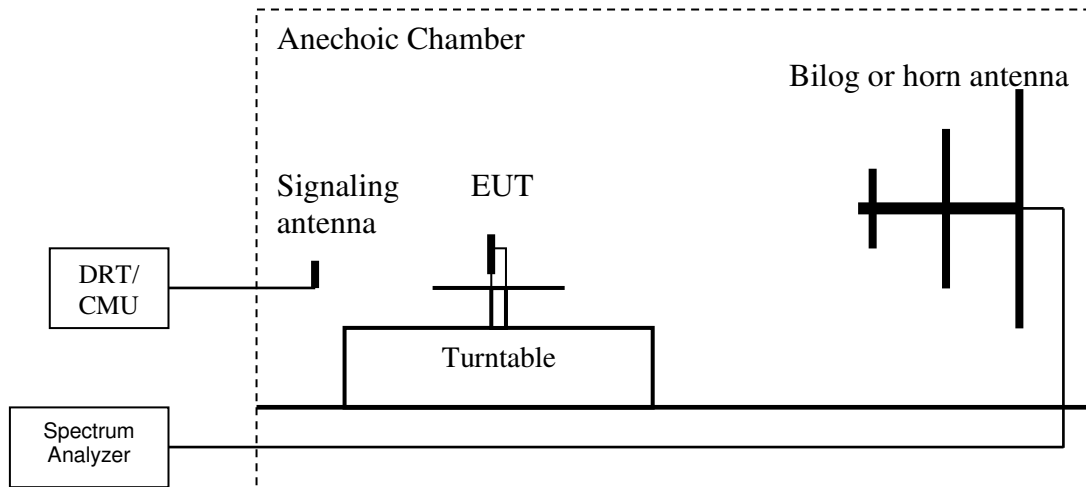 Anechoic Chamber
Bilog or horn antenna
Signaling
antenna
EUT
DRT/
CMU
Turntable
Spectrum
Analyzer